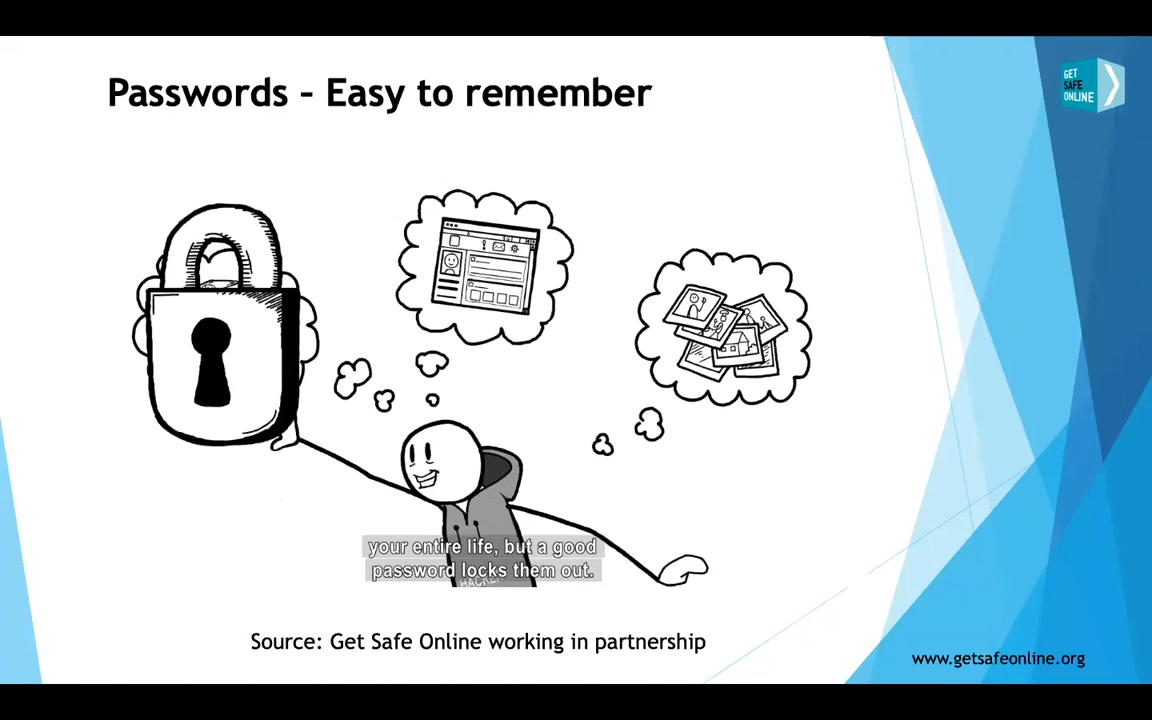 Passwords – Easy to remember
GET
SAFE
ONLINE
your entire life, but a good
password locks them out.
HACKE
Source: Get Safe Online working in partnership
www.getsafeonline.org